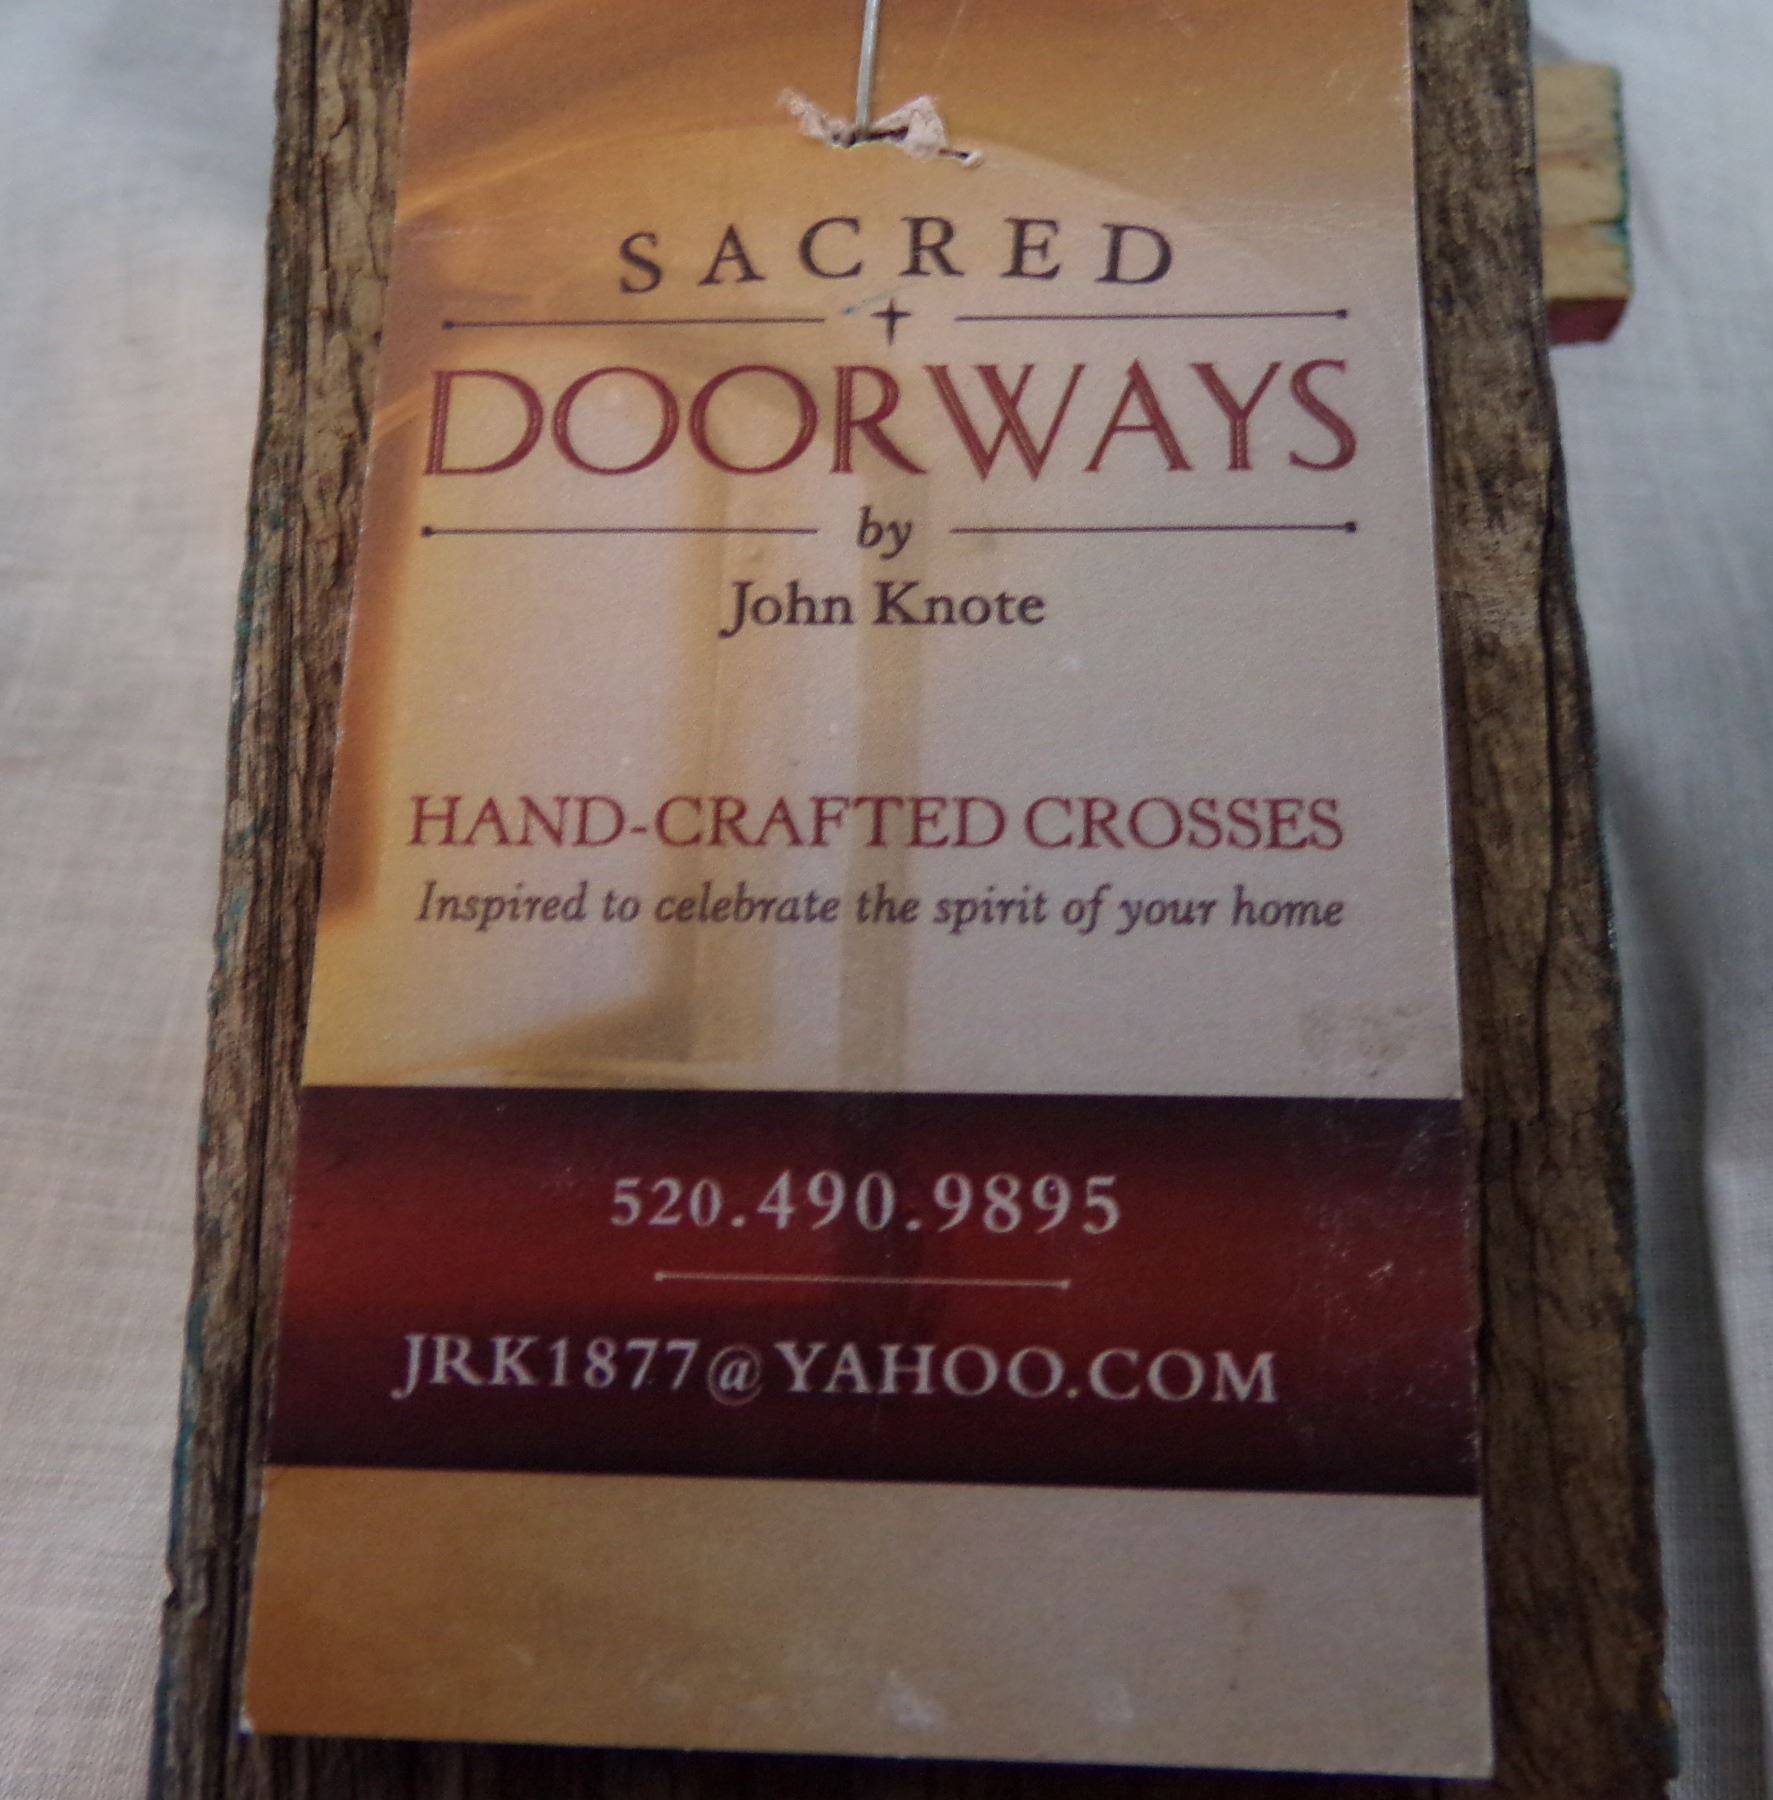 SACRED
DOORWAYS
by
John Knote
HAND-CRAFTED CROSSES
Inspired to celebrate the spirit of your home
520.490.9895
JRK1877@YAHOO.COM